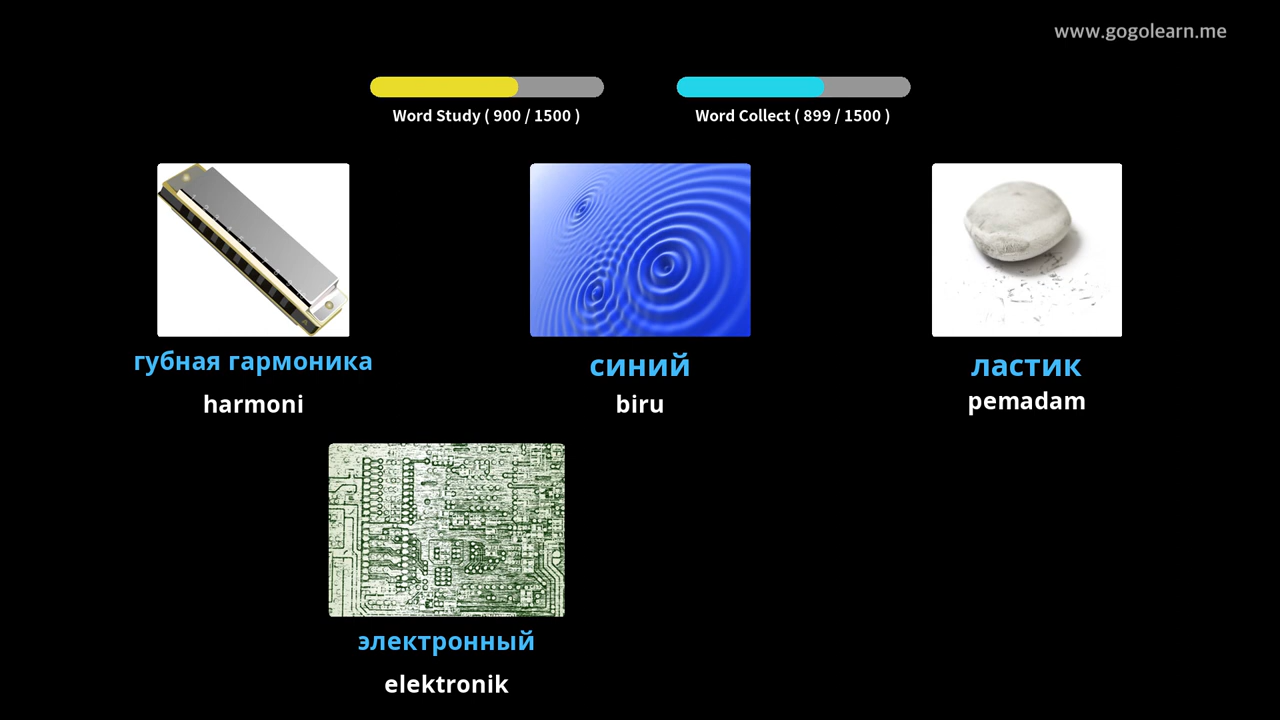 www.gogolearn.me
Word Study ( 900 / 1500 )
Word Collect ( 899 / 1500 )
губная гармоника
harmoni
синий
biru
ластик
pemadam
электронный
elektronik